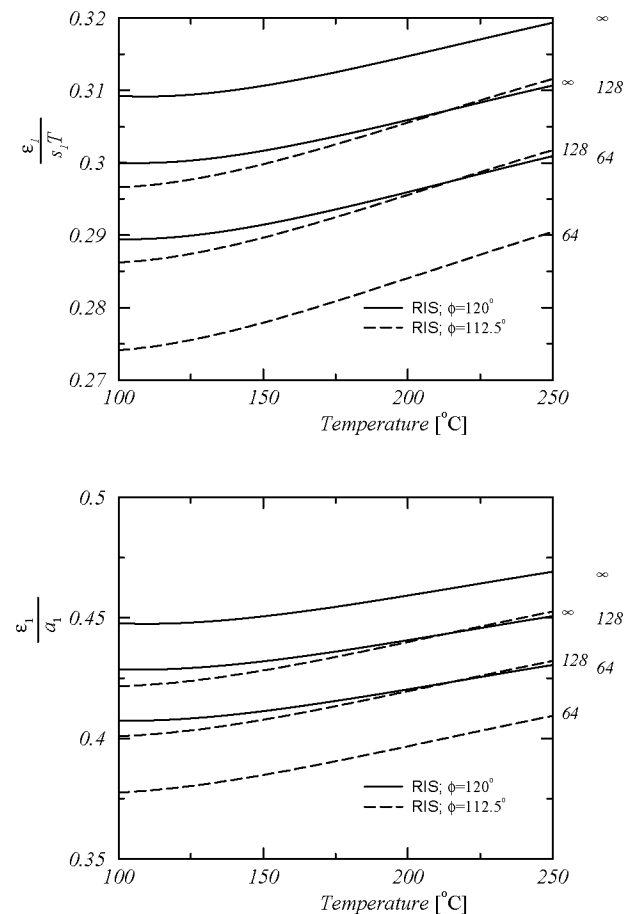 0.32
∞
0.31
∞
128
ε₁
s₁T
0.3
128
64
0.29
64
0.28
RIS; ϕ=120°
RIS; ϕ=112.5°
0.27
100 150 200 250
Temperature [°C]
0.5
∞
0.45
∞
128
ε₁
a₁
128
64
0.4
64
RIS; ϕ=120°
RIS; ϕ=112.5°
0.35
100 150 200 250
Temperature [°C]